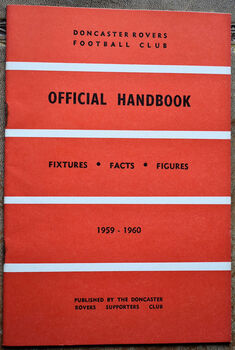 DONCASTER ROVERS
FOOTBALL CLUB
OFFICIAL HANDBOOK
FIXTURES • FACTS • FIGURES
1959 - 1960
PUBLISHED BY THE DONCASTER
ROVERS SUPPORTERS CLUB